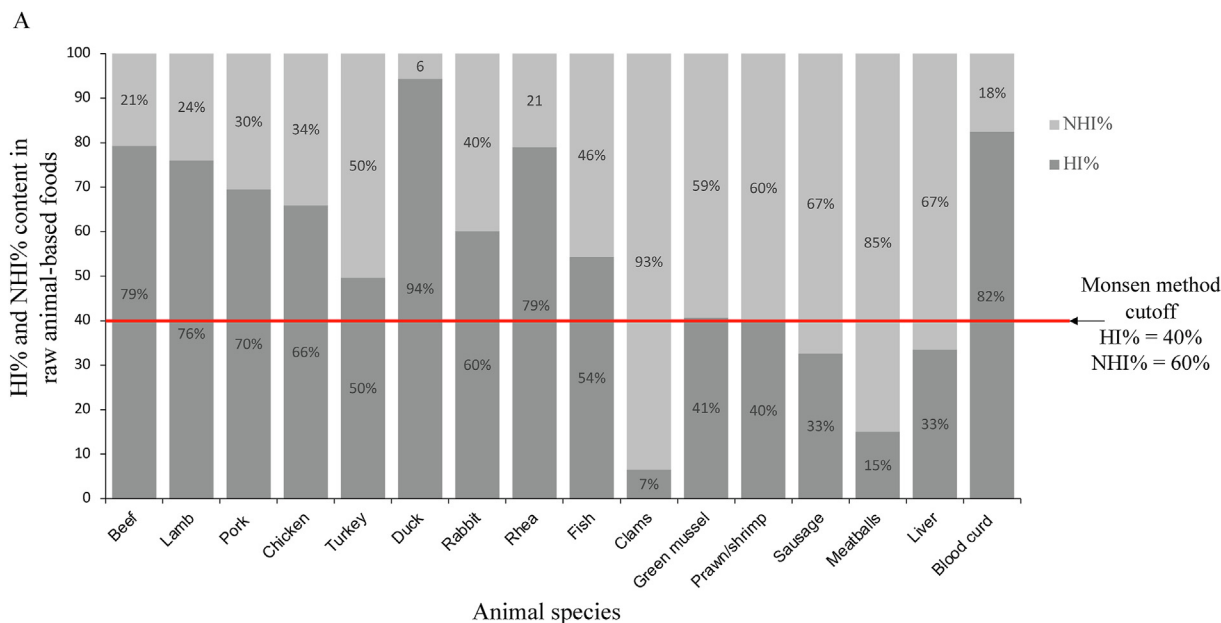 A
HI% and NHI% content in
raw animal-based foods
100
90
80
70
60
50
40
30
20
10
0
21%
24%
30%
34%
50%
6
40%
21
46%
93%
59%
60%
67%
85%
67%
18%
79%
76%
70%
66%
50%
94%
60%
79%
54%
7%
41%
40%
33%
15%
33%
82%
NHI%
HI%
Monsen method
cutoff
HI% = 40%
NHI% = 60%
Beef
Lamb
Pork
Chicken
Turkey
Duck
Rabbit
Rhea
Fish
Clams
Green mussel
Prawn/shrimp
Sausage
Meatballs
Liver
Blood curd
Animal species